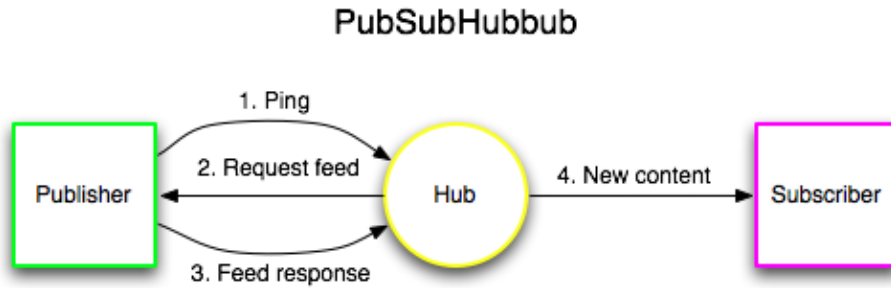 PubSubHubbub
1. Ping
2. Request feed
4. New content
Publisher
Hub
Subscriber
3. Feed response